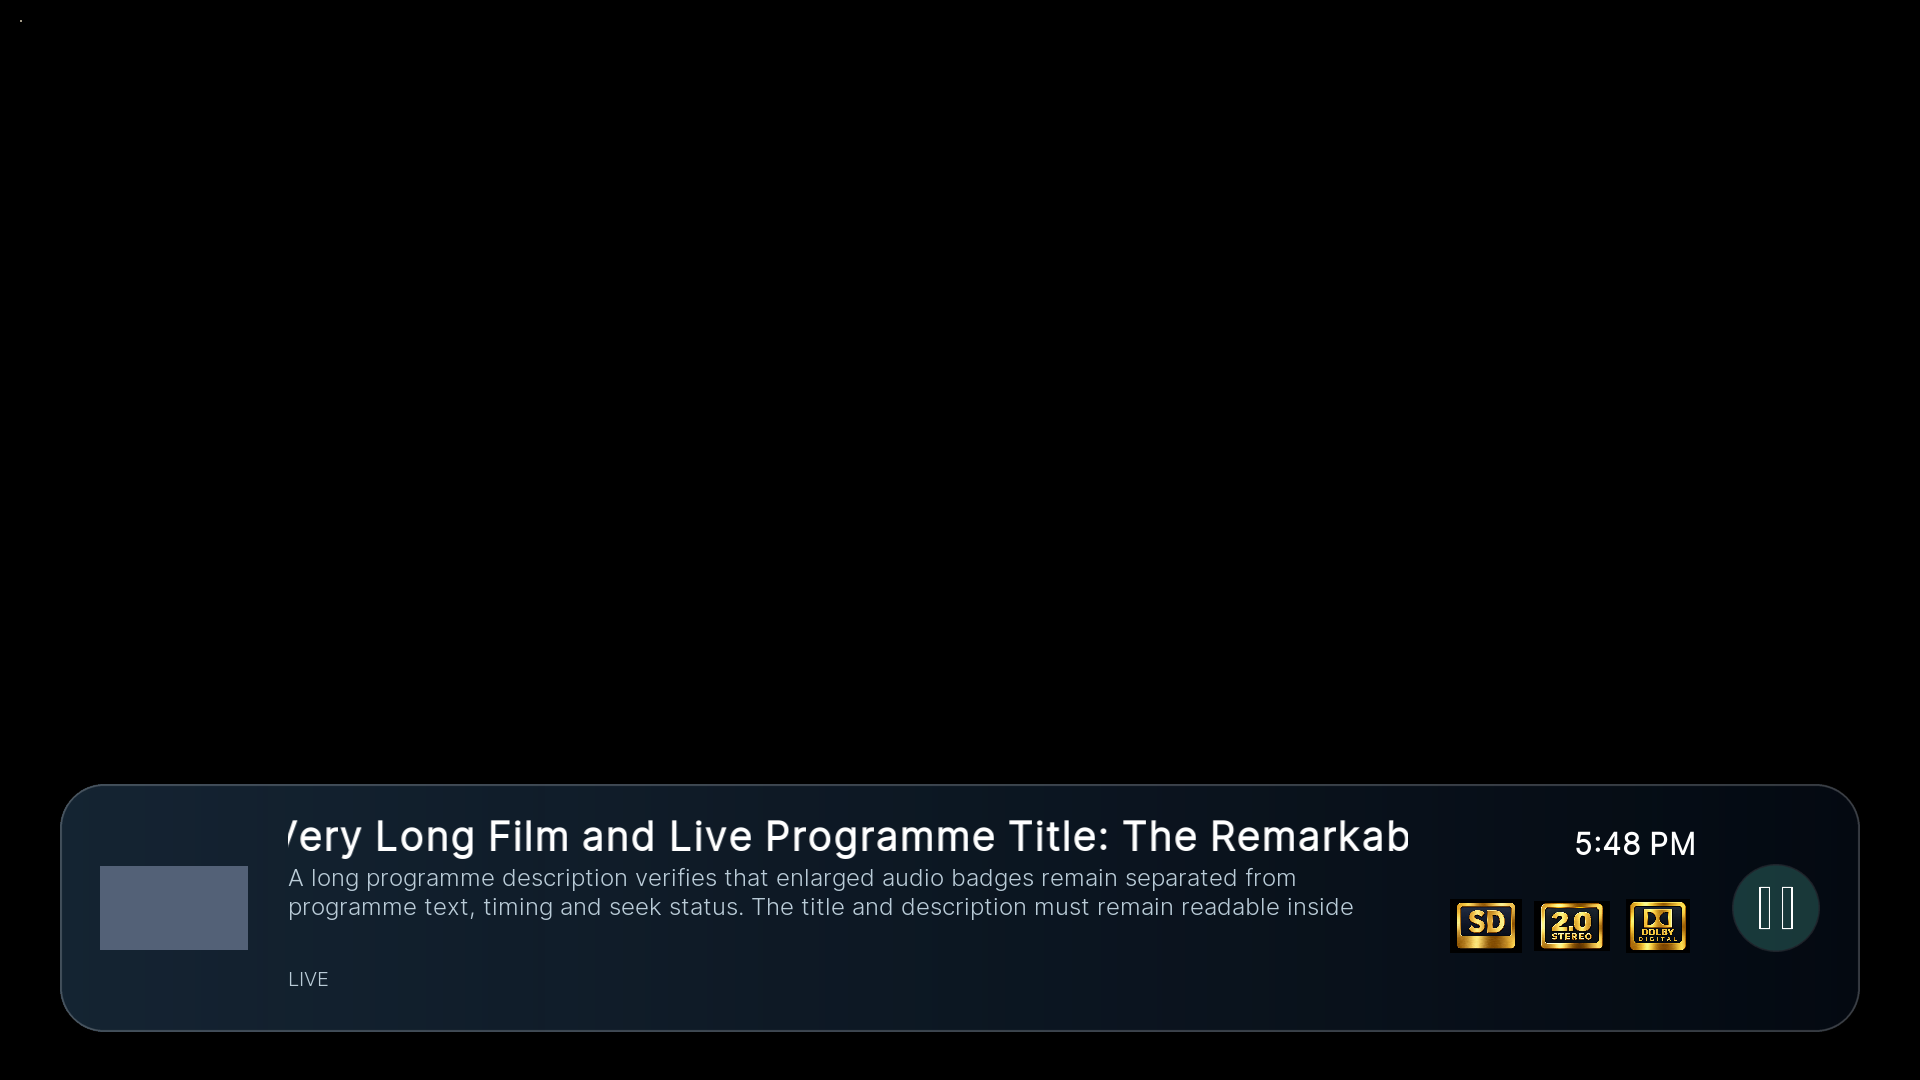 Very Long Film and Live Programme Title: The Remarkab
5:48 PM
A long programme description verifies that enlarged audio badges remain separated from
programme text, timing and seek status. The title and description must remain readable inside
SD
2.0
STEREO
DOLBY
DIGITAL
LIVE